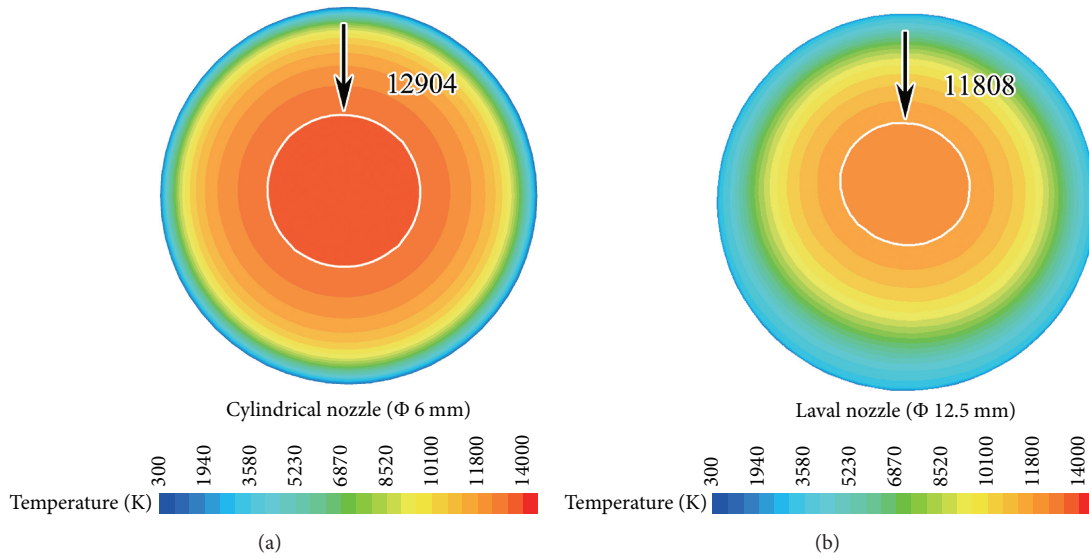 12904
Cylindrical nozzle (Φ 6 mm)
300 1940 3580 5230 6870 8520 10100 11800 14000
Temperature (K)
(a)
11808
Laval nozzle (Φ 12.5 mm)
300 1940 3580 5230 6870 8520 10100 11800 14000
Temperature (K)
(b)